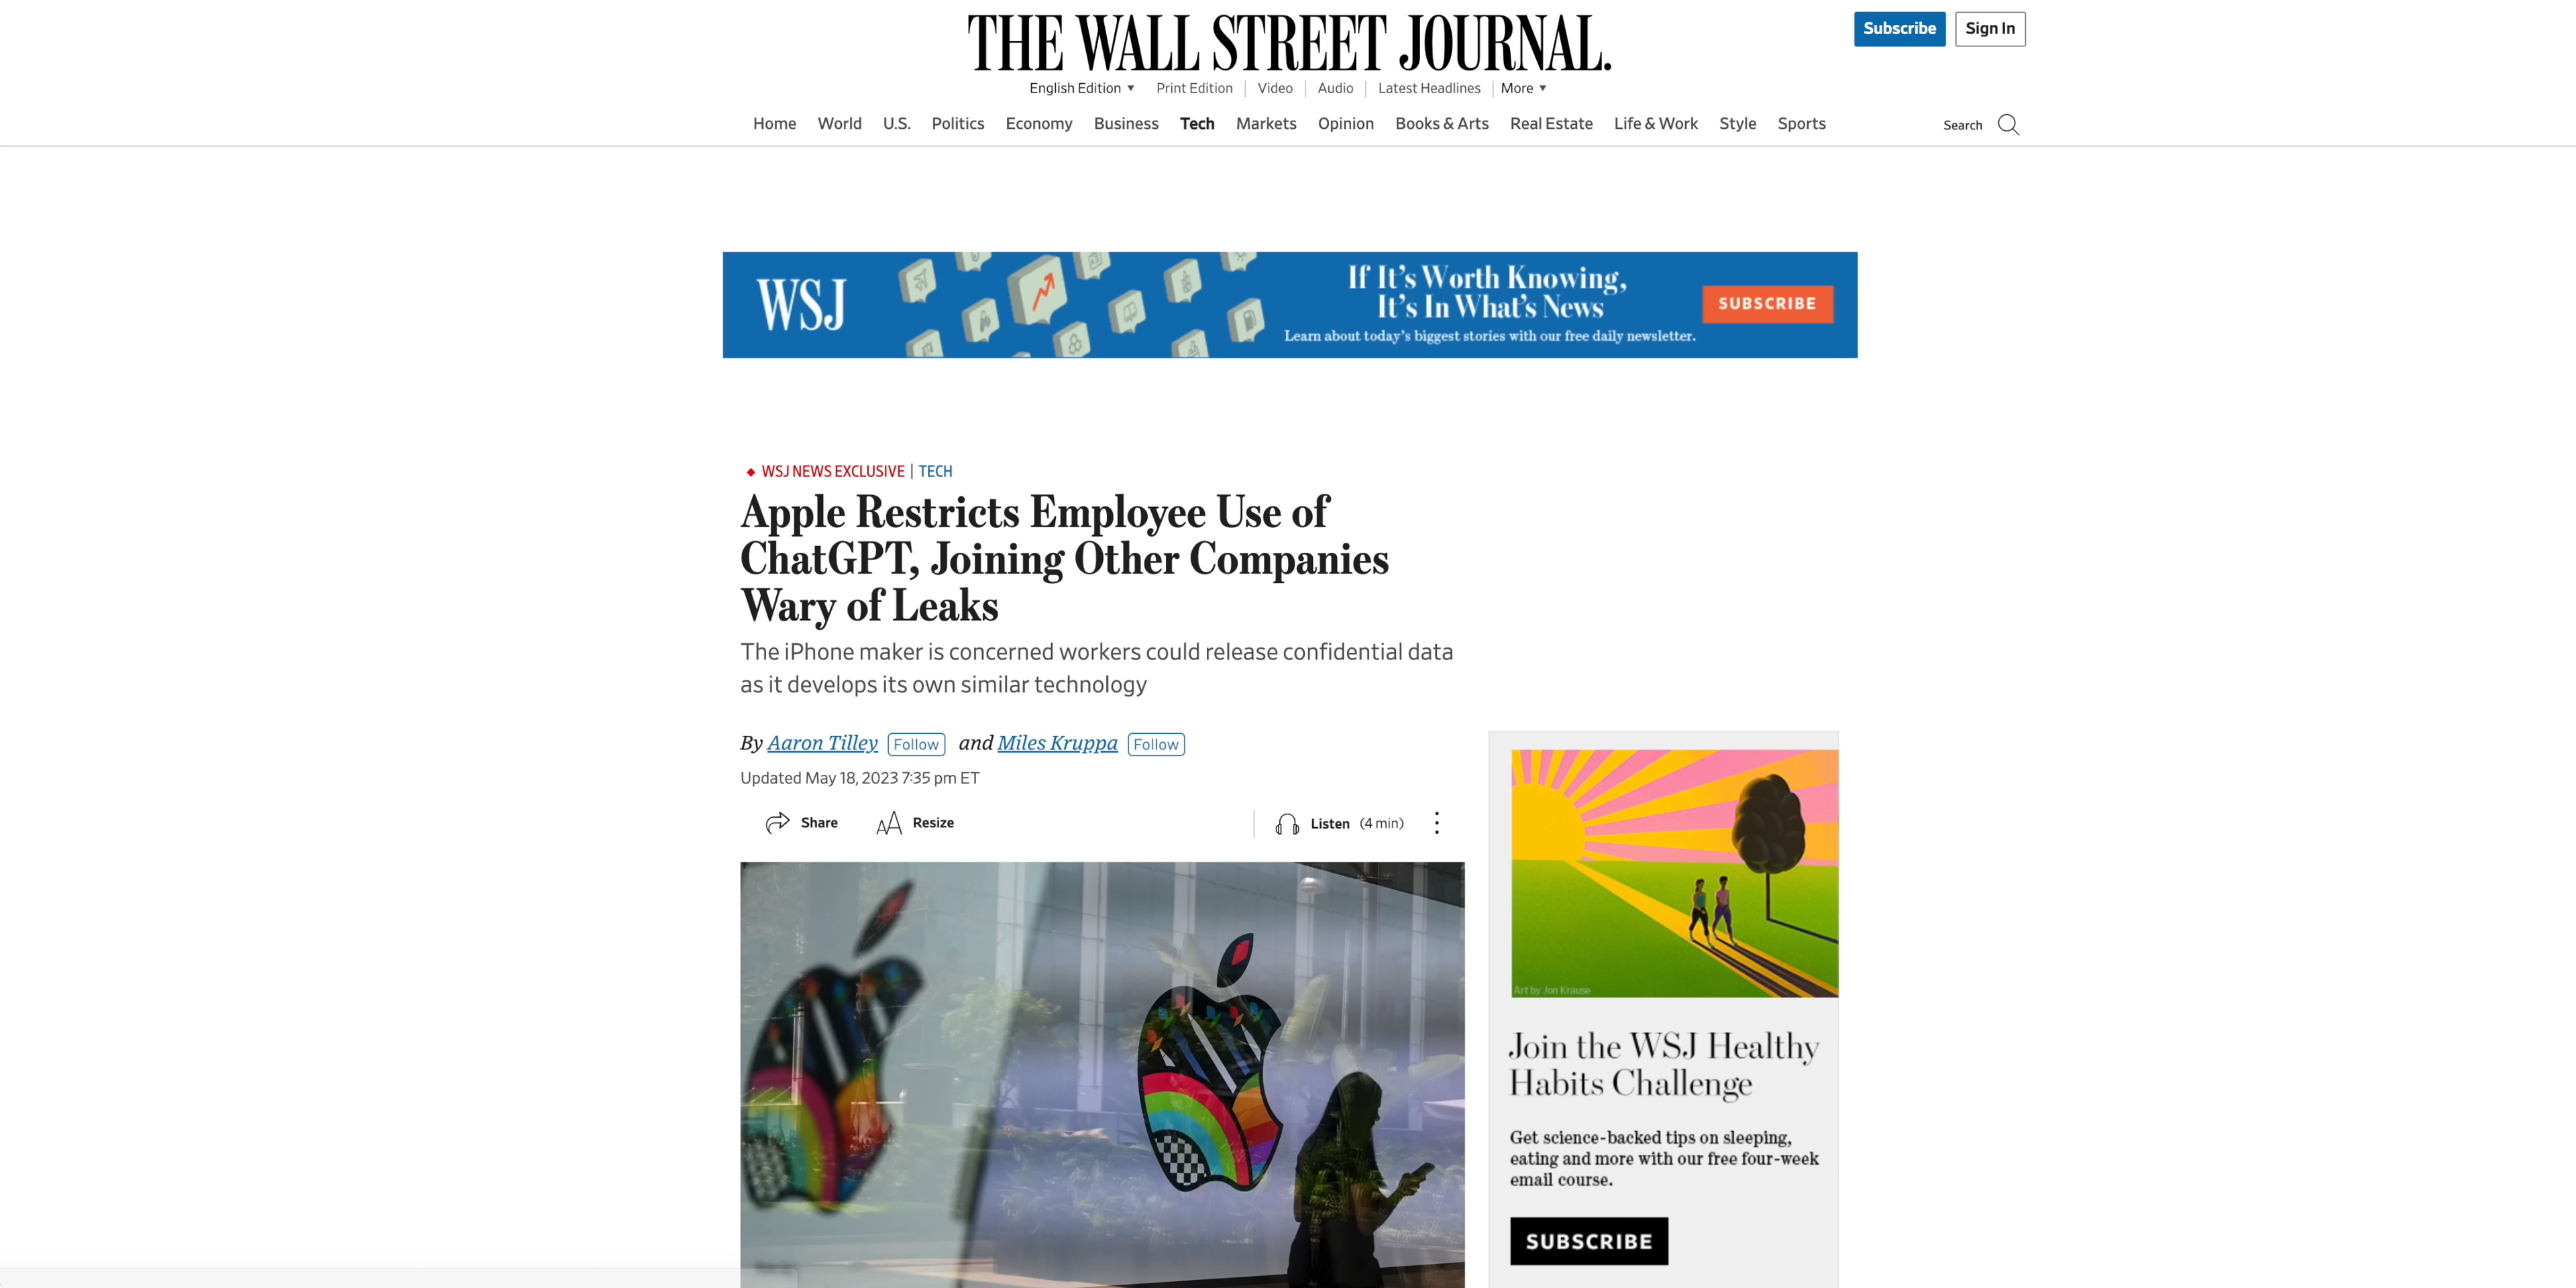 THE WALL STREET JOURNAL.
Subscribe
Sign In
English Edition ▼ Print Edition | Video | Audio | Latest Headlines | More ▼
Home World U.S. Politics Economy Business Tech Markets Opinion Books & Arts Real Estate Life & Work Style Sports
Search
WSJ
If It's Worth Knowing,
It's In What's News
Learn about today's biggest stories with our free daily newsletter.
SUBSCRIBE
◆ WSJ NEWS EXCLUSIVE | TECH
Apple Restricts Employee Use of
ChatGPT, Joining Other Companies
Wary of Leaks
The iPhone maker is concerned workers could release confidential data
as it develops its own similar technology
By Aaron Tilley Follow and Miles Kruppa Follow
Updated May 18, 2023 7:35 pm ET
Share
AA Resize
Listen (4 min)
Art by Jon Krause
Join the WSJ Healthy
Habits Challenge
Get science-backed tips on sleeping,
eating and more with our free four-week
email course.
SUBSCRIBE